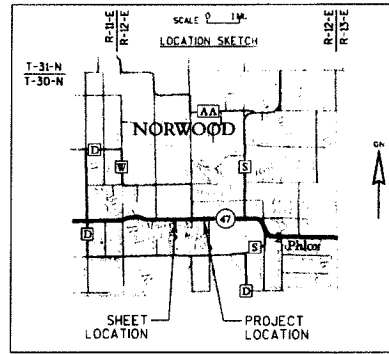 R-11-E
R-12-E
SCALE 0 1 MI.
R-12-E
R-13-E
LOCATION SKETCH
T-31-N
T-30-N
AA
NORWOOD
GN
D
W
S
47
D
S
Phlox
D
SHEET LOCATION
PROJECT LOCATION